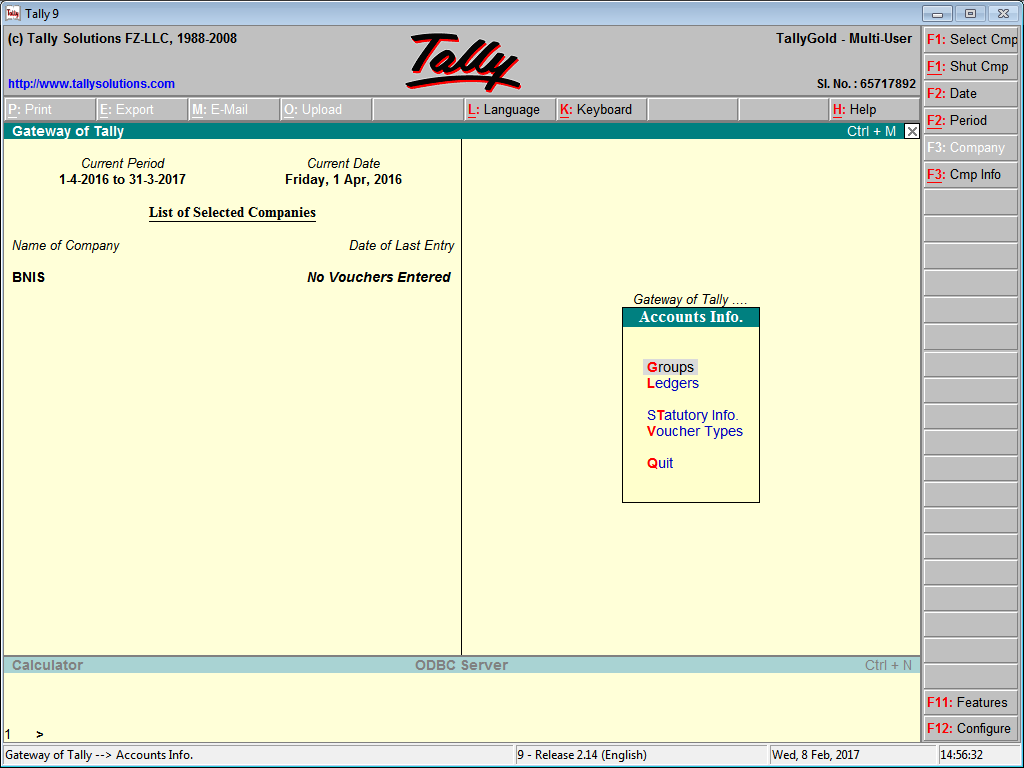 Tally 9
(c) Tally Solutions FZ-LLC, 1988-2008
Tally
TallyGold - Multi-User
http://www.tallysolutions.com
Sl. No. : 65717892
P: Print E: Export M: E-Mail O: Upload L: Language K: Keyboard H: Help
Gateway of Tally Ctrl + M
Current Period Current Date
1-4-2016 to 31-3-2017 Friday, 1 Apr, 2016
List of Selected Companies
Name of Company Date of Last Entry
BNIS No Vouchers Entered
Gateway of Tally ....
Accounts Info.
Groups
Ledgers
STatutory Info.
Voucher Types
Quit
F1: Select Cmp
F1: Shut Cmp
F2: Date
F2: Period
F3: Company
F3: Cmp Info
F11: Features
F12: Configure
Calculator ODBC Server Ctrl + N
1 >
Gateway of Tally --> Accounts Info. 9 - Release 2.14 (English) Wed, 8 Feb, 2017 14:56:32